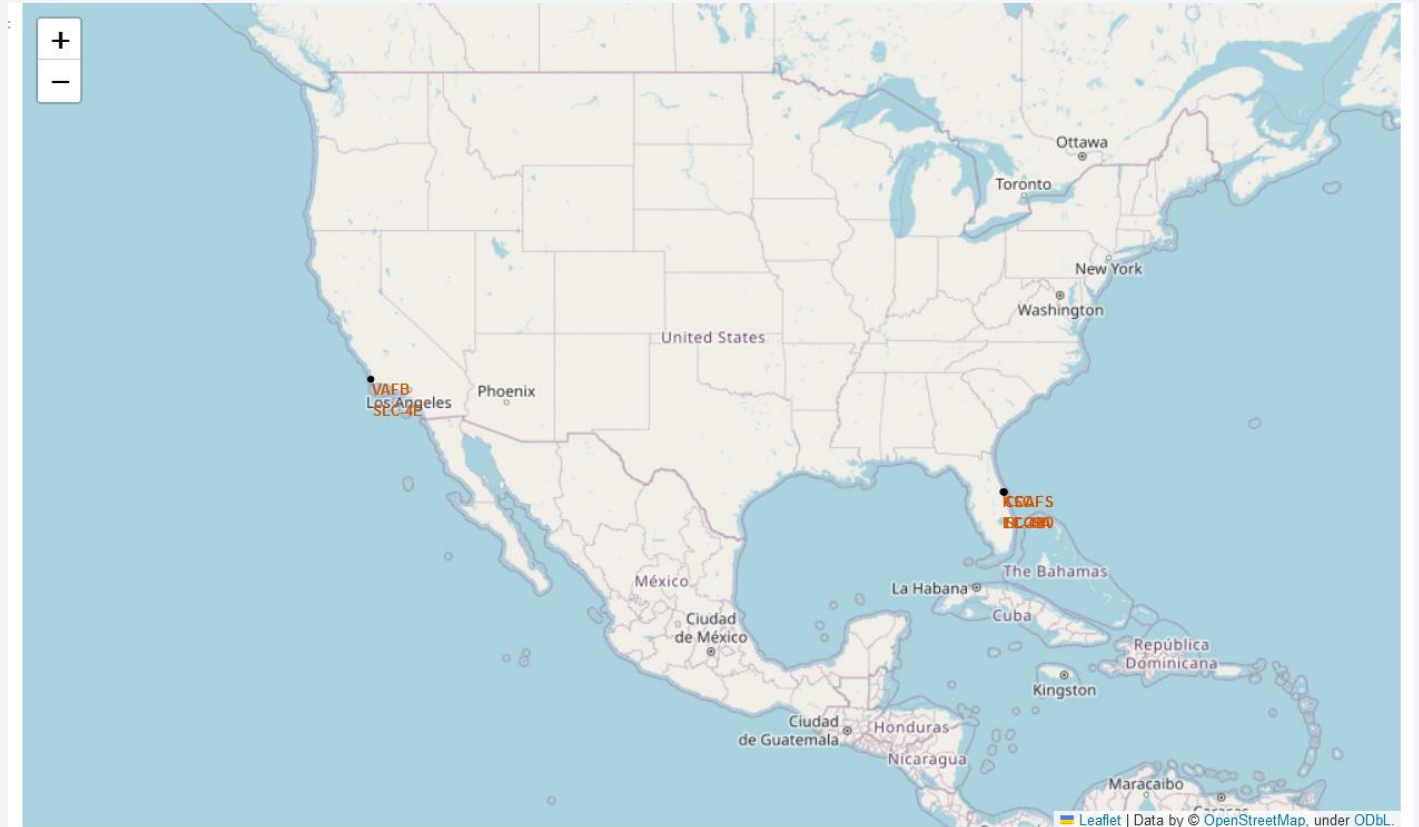 +
−
Ottawa
Toronto
New York
Washington
United States
VAFB
Los Angeles
SLC-4E
Phoenix
The Bahamas
La Habana
México
Cuba
Ciudad
de México
República
Dominicana
Kingston
Ciudad
de Guatemala
Honduras
Nicaragua
Maracaibo
Caracas
Leaflet | Data by © OpenStreetMap, under ODbL.